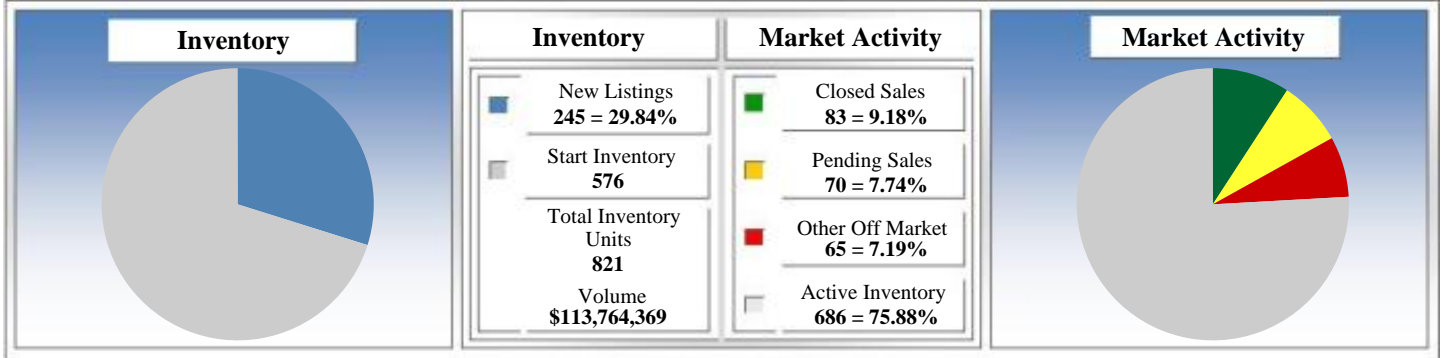 Inventory
Inventory
Market Activity
Market Activity
New Listings
245 = 29.84%
Start Inventory
576
Total Inventory
Units
821
Volume
$113,764,369
Closed Sales
83 = 9.18%
Pending Sales
70 = 7.74%
Other Off Market
65 = 7.19%
Active Inventory
686 = 75.88%